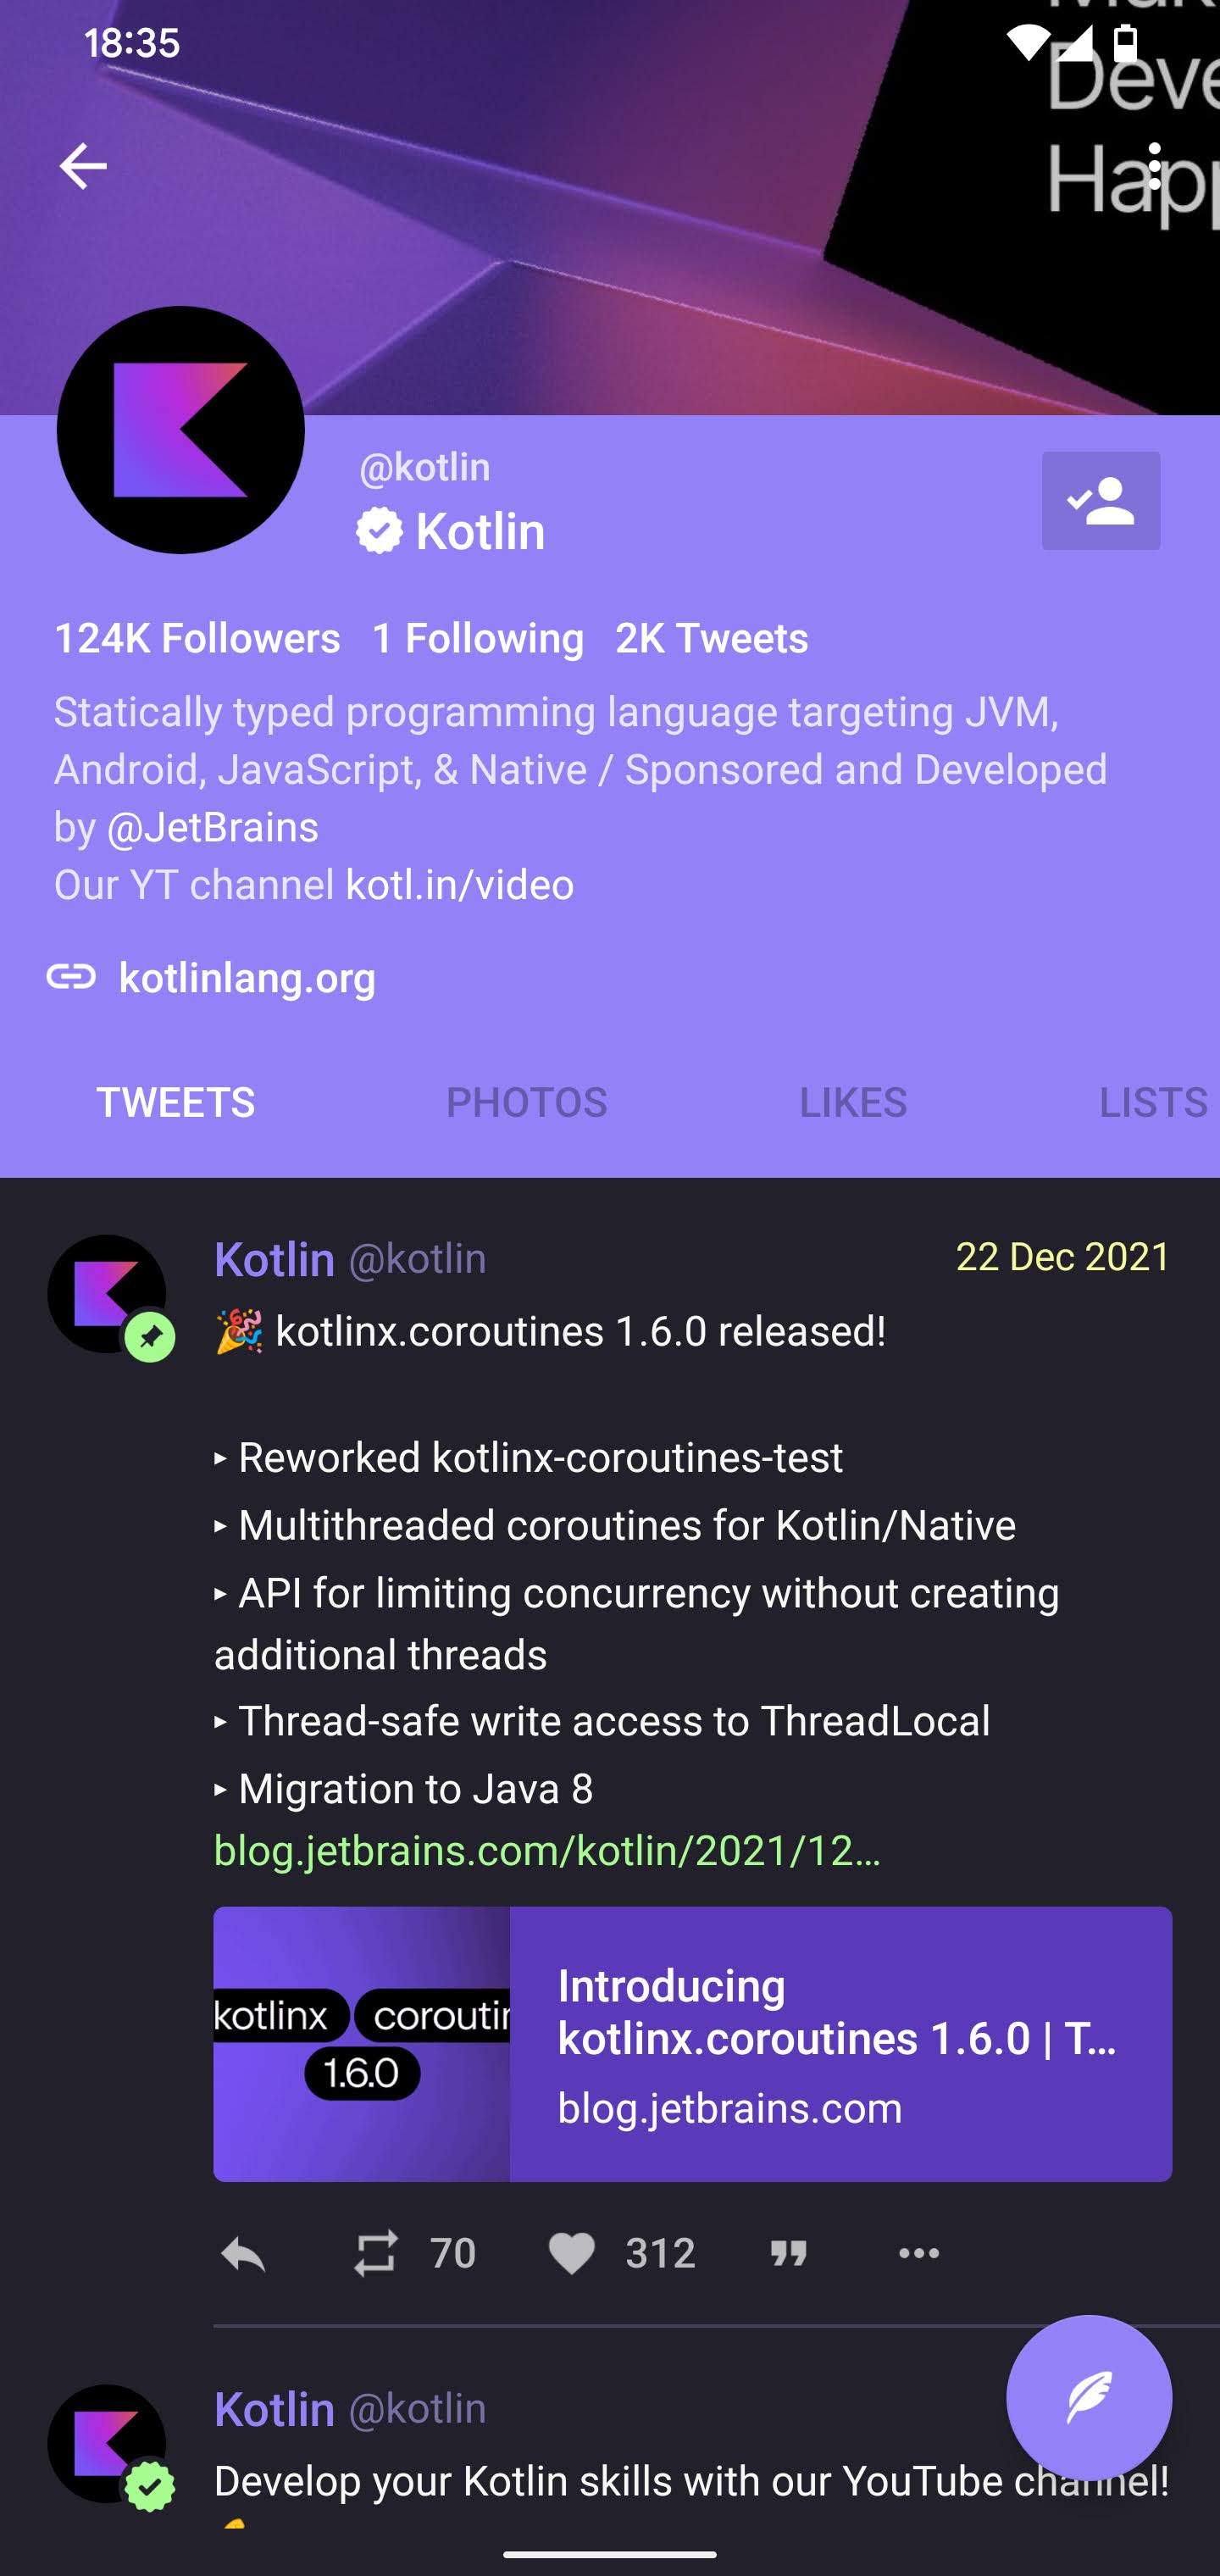 18:35
Deve
Happ
@kotlin
Kotlin
124K Followers 1 Following 2K Tweets
Statically typed programming language targeting JVM,
Android, JavaScript, & Native / Sponsored and Developed
by @JetBrains
Our YT channel kotl.in/video
kotlinlang.org
TWEETS PHOTOS LIKES LISTS
Kotlin @kotlin 22 Dec 2021
🎉 kotlinx.coroutines 1.6.0 released!
▸ Reworked kotlinx-coroutines-test
▸ Multithreaded coroutines for Kotlin/Native
▸ API for limiting concurrency without creating
additional threads
▸ Thread-safe write access to ThreadLocal
▸ Migration to Java 8
blog.jetbrains.com/kotlin/2021/12…
kotlinx coroutin
1.6.0
Introducing
kotlinx.coroutines 1.6.0 | T…
blog.jetbrains.com
70 312
Kotlin @kotlin
Develop your Kotlin skills with our YouTube channel!